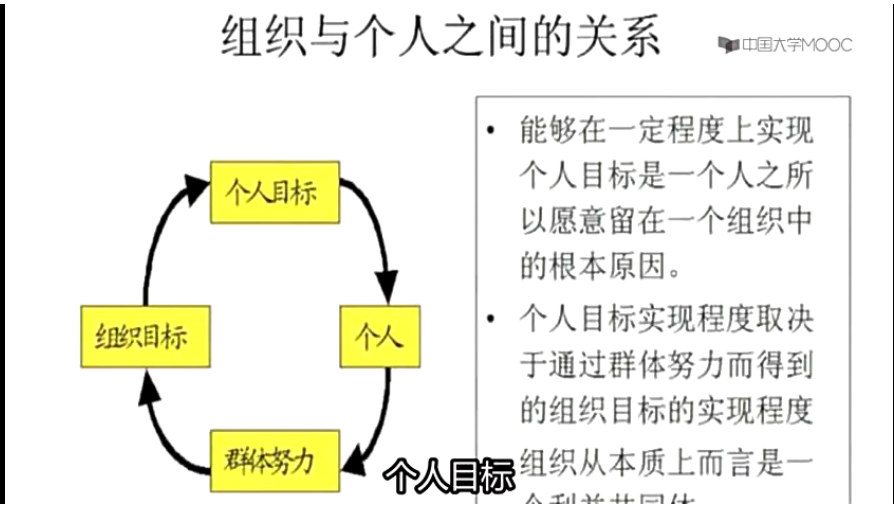 组织与个人之间的关系
中国大学MOOC
个人目标
组织目标
个人
群体努力
• 能够在一定程度上实现
个人目标是一个人之所
以愿意留在一个组织中
的根本原因。
• 个人目标实现程度取决
于通过群体努力而得到
的组织目标的实现程度
组织从本质上而言是一
个人目标